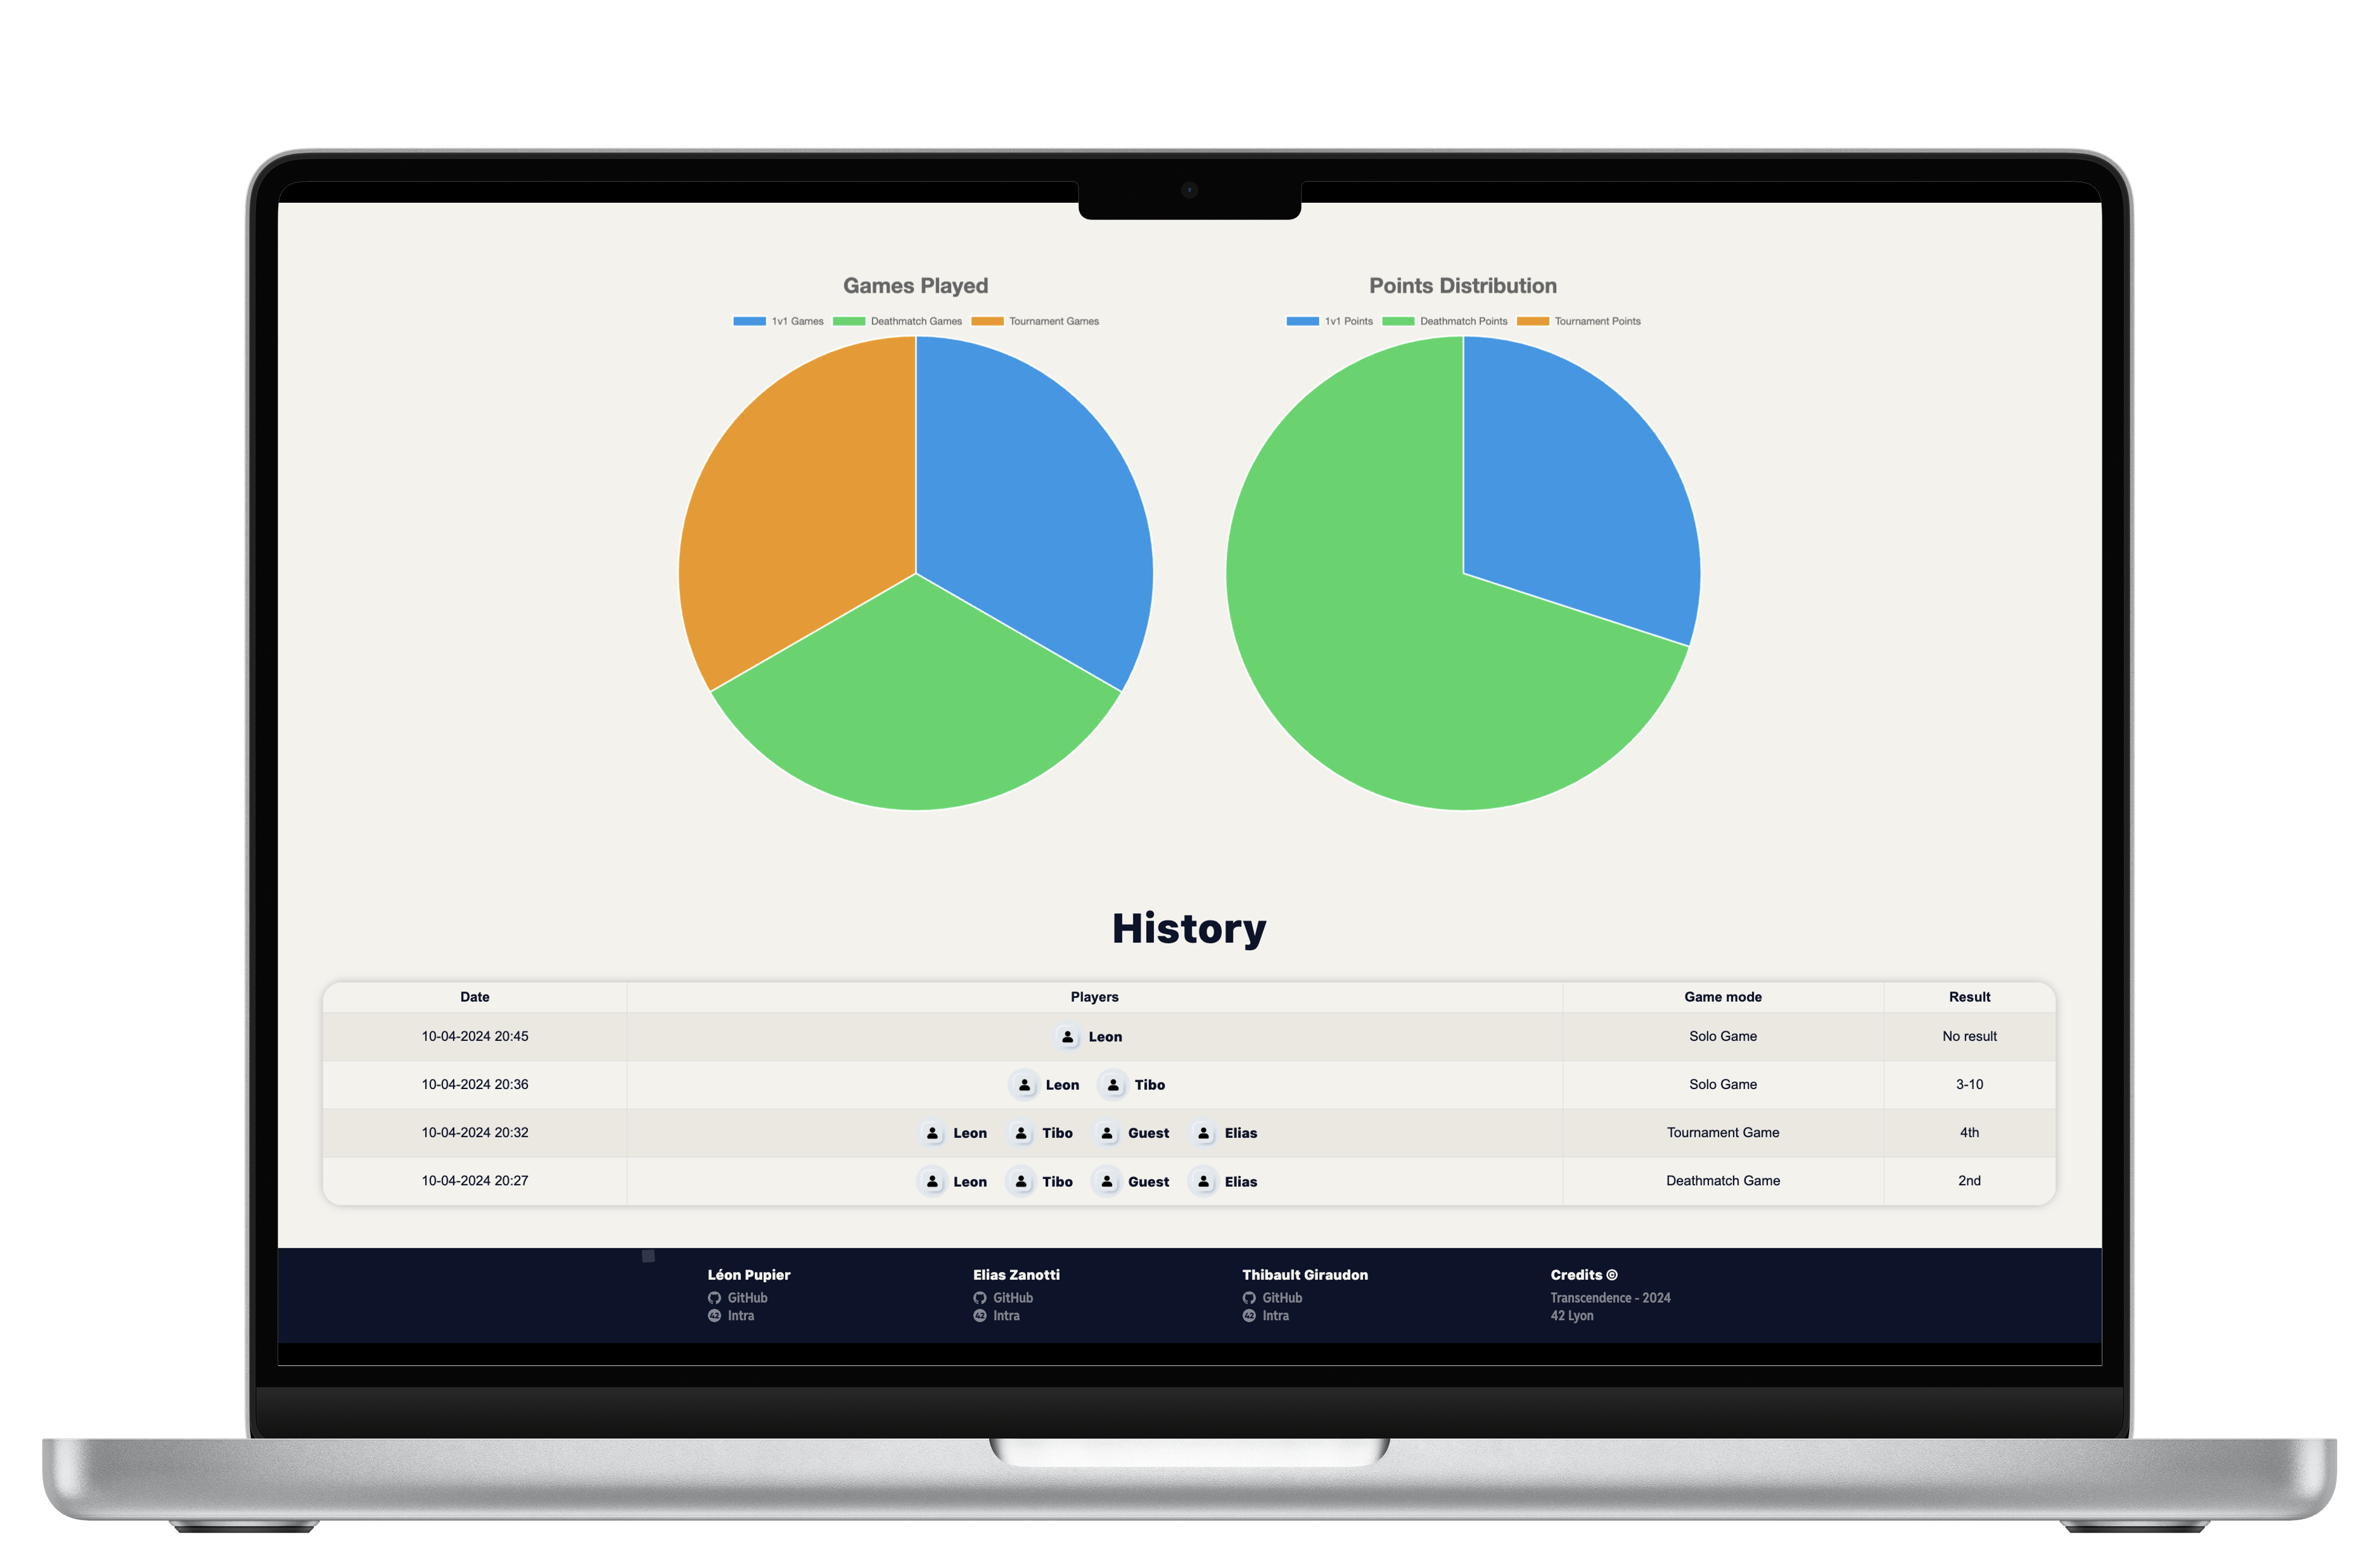 Games Played
1v1 Games Deathmatch Games Tournament Games
Points Distribution
1v1 Points Deathmatch Points Tournament Points
History
Date Players Game mode Result
10-04-2024 20:45 Leon Solo Game No result
10-04-2024 20:36 Leon Tibo Solo Game 3-10
10-04-2024 20:32 Leon Tibo Guest Elias Tournament Game 4th
10-04-2024 20:27 Leon Tibo Guest Elias Deathmatch Game 2nd
Léon Pupier
GitHub
42 Intra
Elias Zanotti
GitHub
42 Intra
Thibault Giraudon
GitHub
42 Intra
Credits ©
Transcendence - 2024
42 Lyon